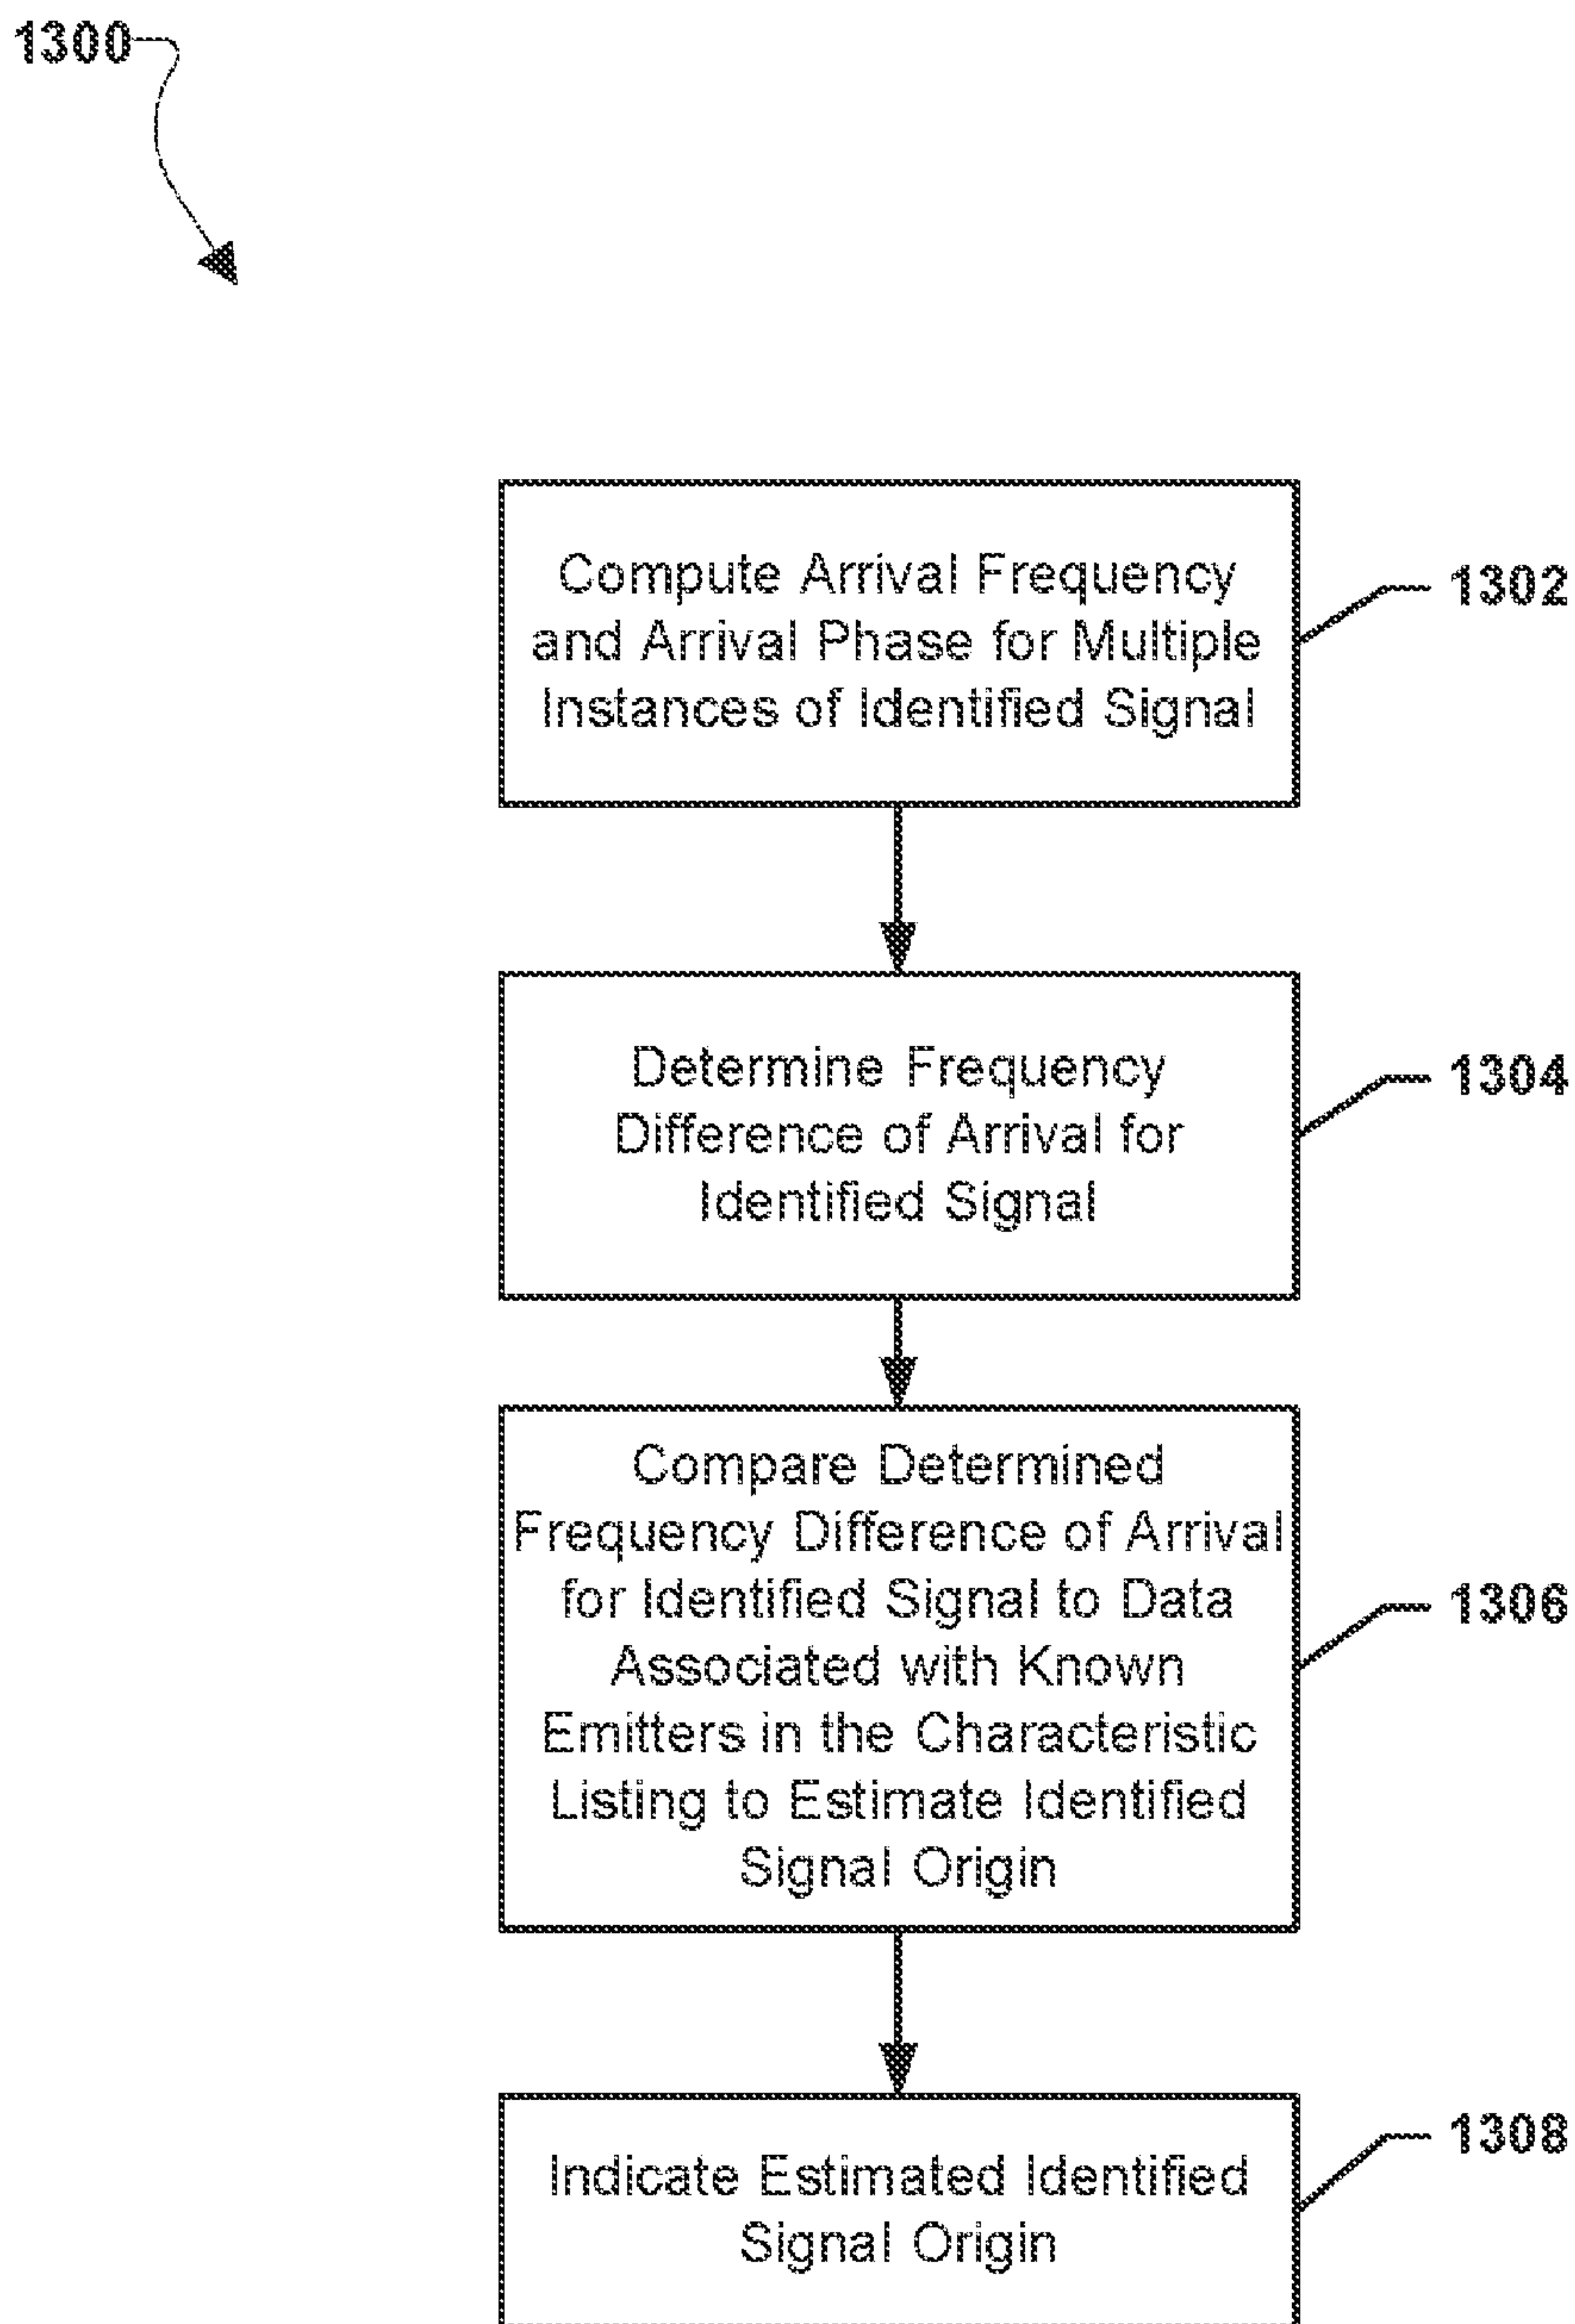 1300
Compute Arrival Frequency
and Arrival Phase for Multiple
Instances of Identified Signal
1302
Determine Frequency
Difference of Arrival for
Identified Signal
1304
Compare Determined
Frequency Difference of Arrival
for Identified Signal to Data
Associated with Known
Emitters in the Characteristic
Listing to Estimate Identified
Signal Origin
1306
Indicate Estimated Identified
Signal Origin
1308